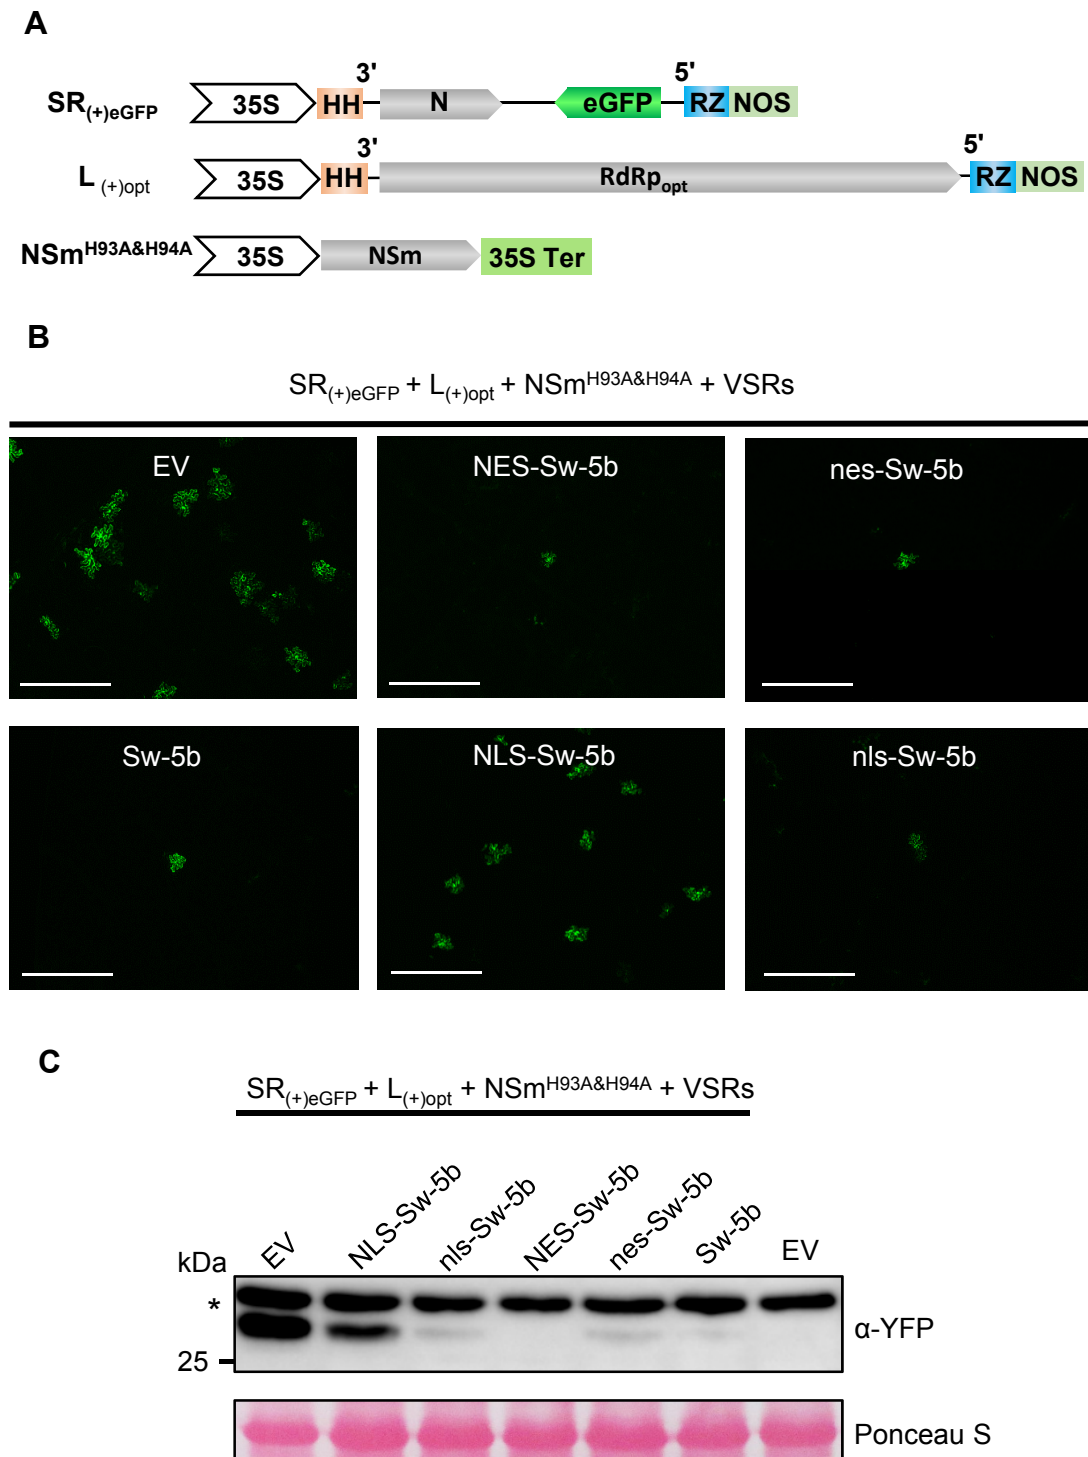 A
SR(+)eGFP 35S HH 3' N eGFP 5' RZ NOS
L (+)opt 35S HH 3' RdRpopt 5' RZ NOS
NSmH93A&H94A 35S NSm 35S Ter
B
SR(+)eGFP + L(+)opt + NSmH93A&H94A + VSRs
EV NES-Sw-5b nes-Sw-5b
Sw-5b NLS-Sw-5b nls-Sw-5b
C
SR(+)eGFP + L(+)opt + NSmH93A&H94A + VSRs
kDa EV NLS-Sw-5b nls-Sw-5b NES-Sw-5b nes-Sw-5b Sw-5b EV
*
α-YFP
25
Ponceau S